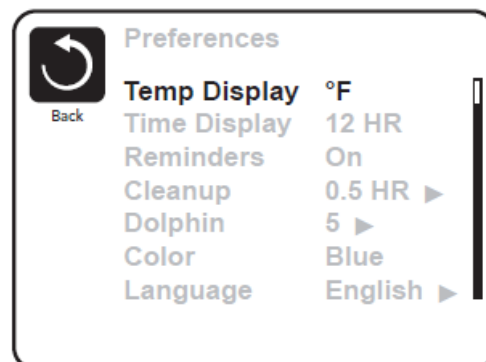 Preferences
Back
Temp Display °F
Time Display 12 HR
Reminders On
Cleanup 0.5 HR ▶
Dolphin 5 ▶
Color Blue
Language English ▶